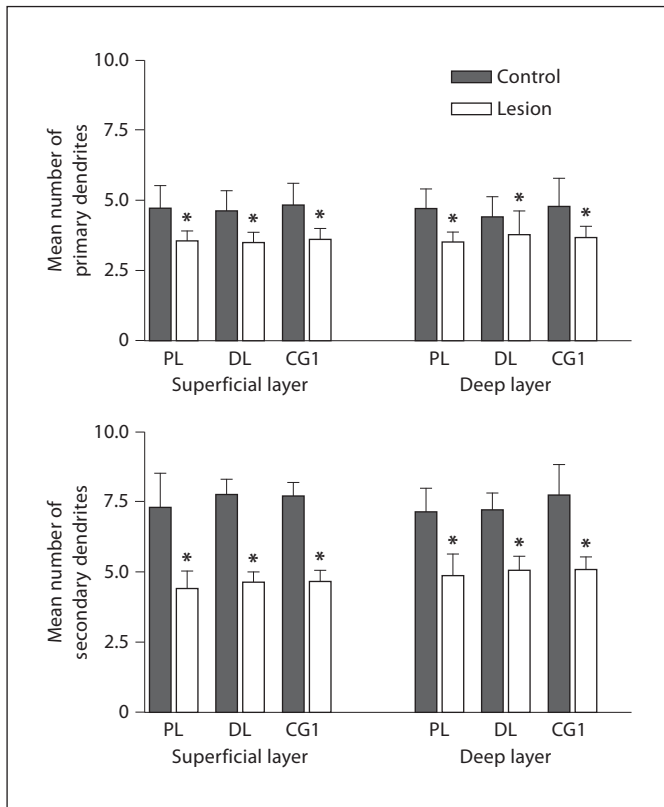 10.0
7.5
5.0
2.5
0
Mean number of
primary dendrites
Control
Lesion
* * * * * *
PL DL CG1 PL DL CG1
Superficial layer Deep layer
10.0
7.5
5.0
2.5
0
Mean number of
secondary dendrites
* * * * * *
PL DL CG1 PL DL CG1
Superficial layer Deep layer